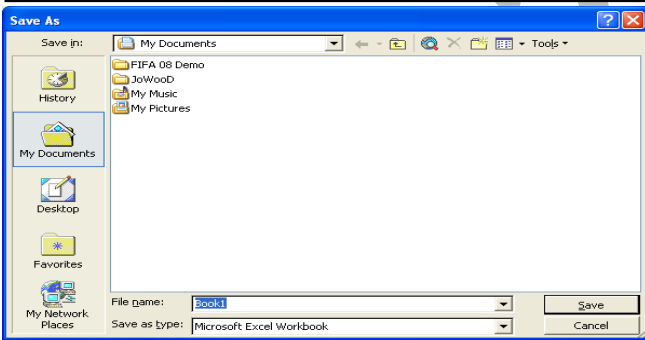 Save As
Save in:
My Documents
Tools
History
My Documents
Desktop
Favorites
My Network
Places
FIFA 08 Demo
JoWooD
My Music
My Pictures
File name:
Book1
Save
Save as type:
Microsoft Excel Workbook
Cancel